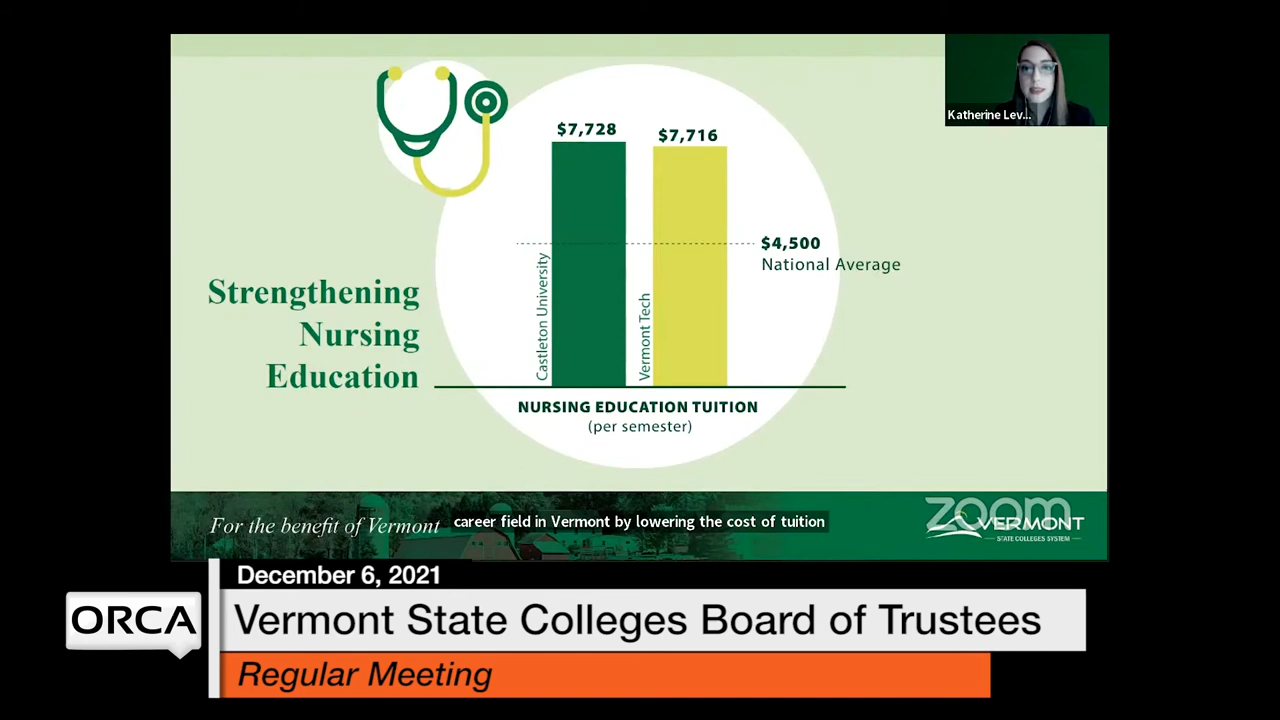 $7,728
$7,716
$4,500
National Average
Castleton University
Vermont Tech
Strengthening
Nursing
Education
NURSING EDUCATION TUITION
(per semester)
Katherine Lev...
For the benefit of Vermont
career field in Vermont by lowering the cost of tuition
zoom
VERMONT
STATE COLLEGES SYSTEM
December 6, 2021
ORCA
Vermont State Colleges Board of Trustees
Regular Meeting